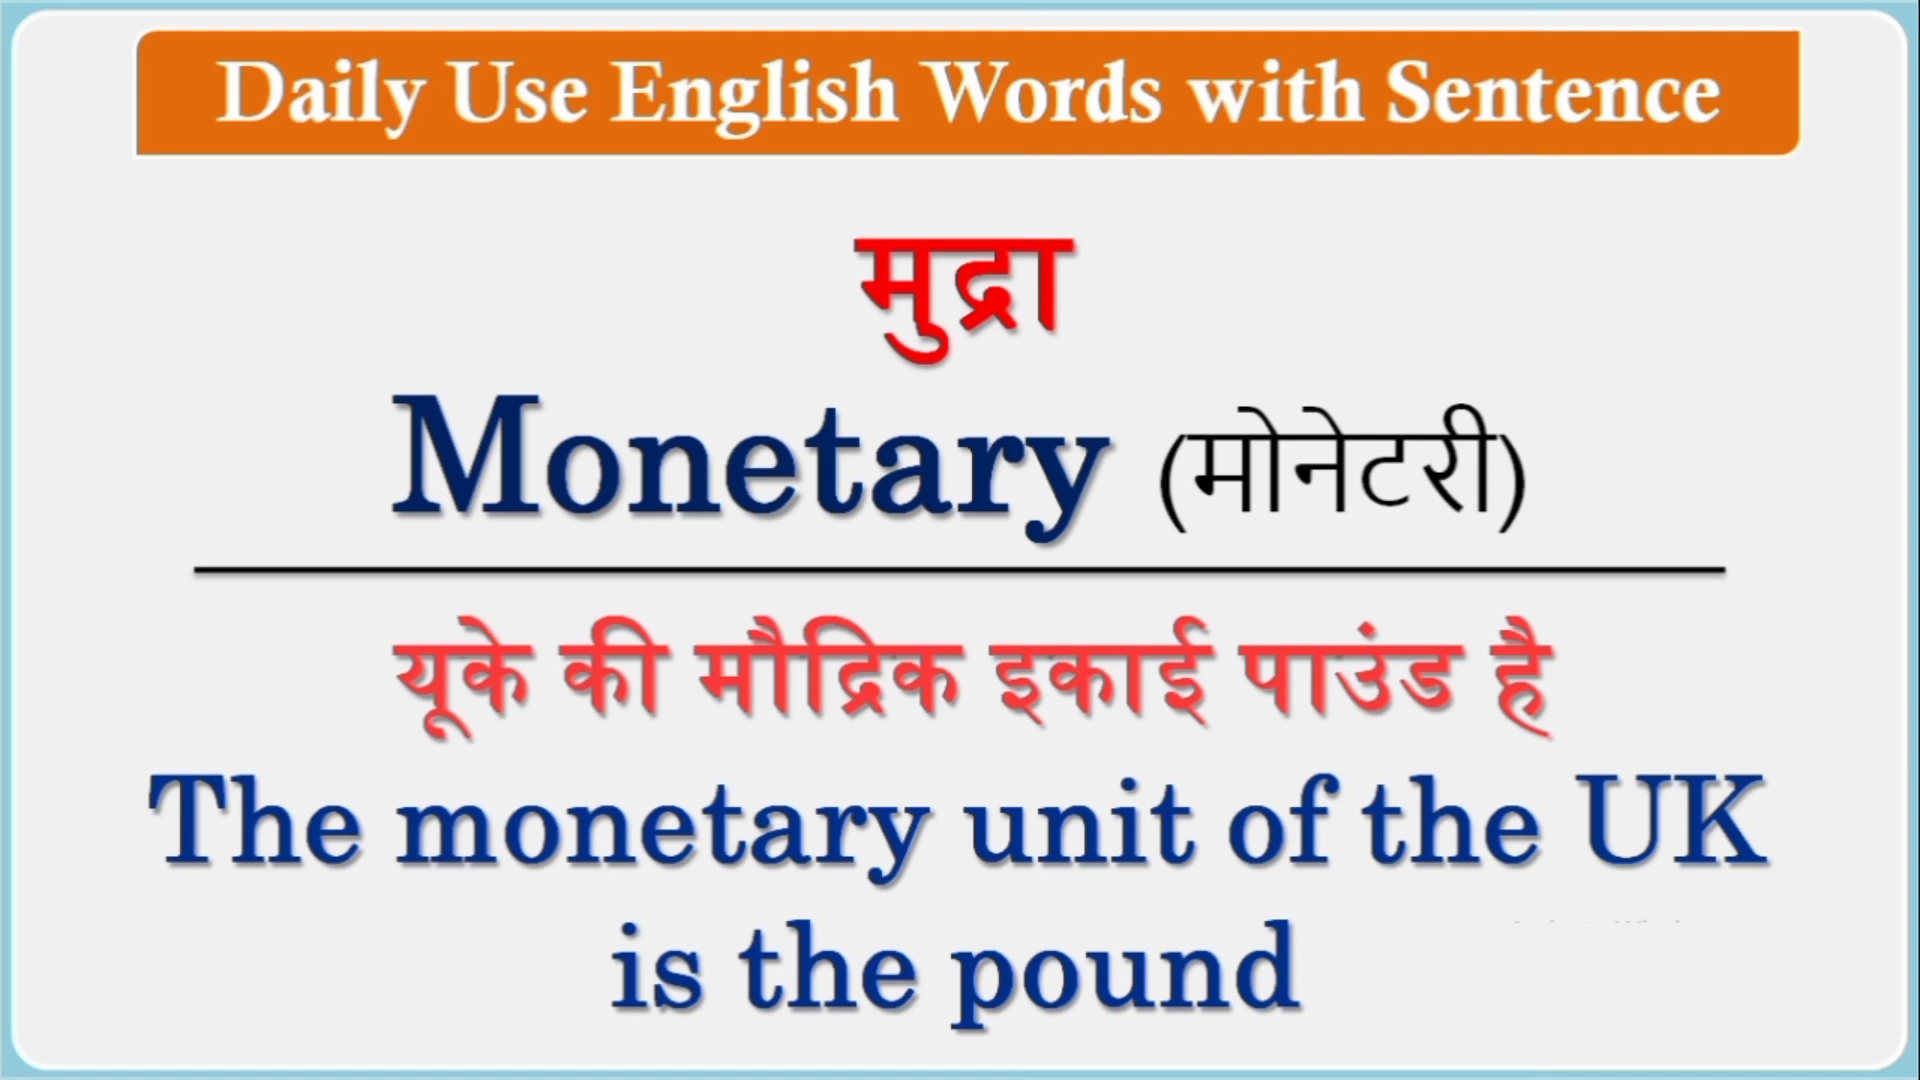 Daily Use English Words with Sentence
मुद्रा
Monetary (मोनेटरी)
यूके की मौद्रिक इकाई पाउंड है
The monetary unit of the UK
is the pound